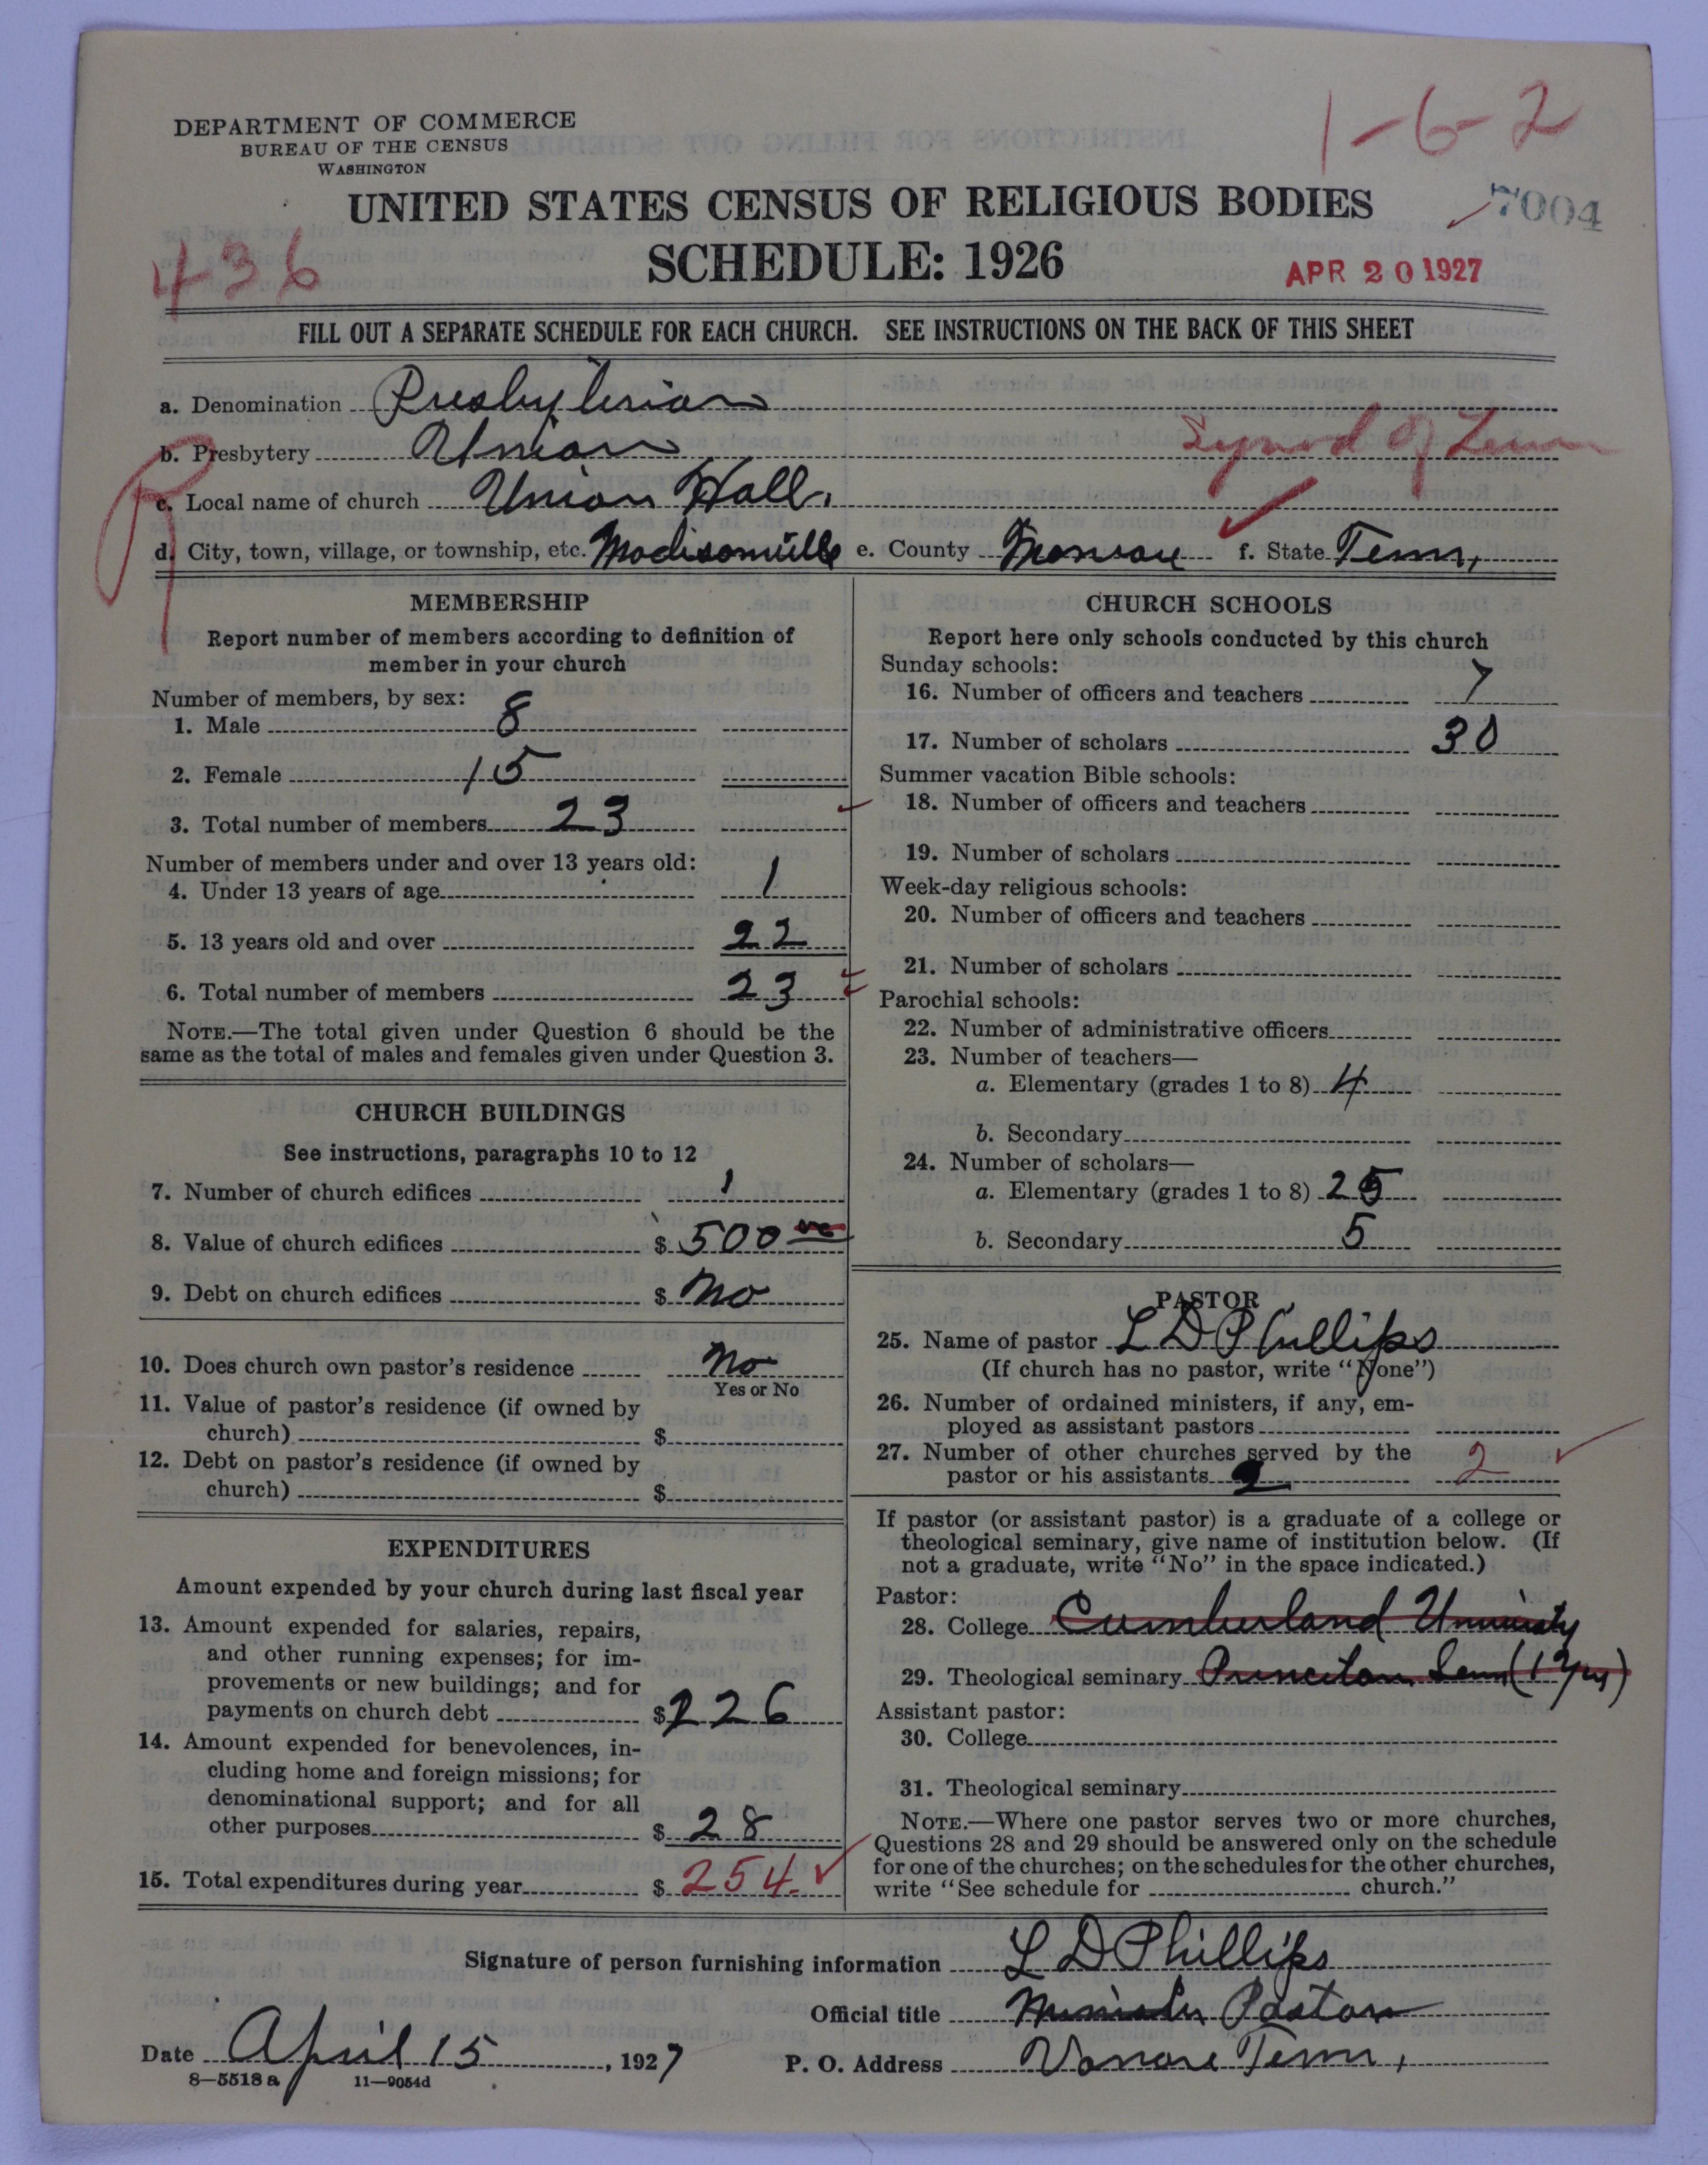 1-6-2
DEPARTMENT OF COMMERCE
BUREAU OF THE CENSUS
WASHINGTON
UNITED STATES CENSUS OF RELIGIOUS BODIES
7004
SCHEDULE: 1926
436
APR 20 1927
FILL OUT A SEPARATE SCHEDULE FOR EACH CHURCH. SEE INSTRUCTIONS ON THE BACK OF THIS SHEET
a. Denomination Presbyterian
b. Presbytery Union Synod of Tenn
c. Local name of church Union Hall.
d. City, town, village, or township, etc. Madisonville e. County Monroe f. State Tenn,
MEMBERSHIP
Report number of members according to definition of
member in your church
Number of members, by sex:
1. Male 8
2. Female 15
3. Total number of members 23
Number of members under and over 13 years old:
4. Under 13 years of age 1
5. 13 years old and over 22
6. Total number of members 23
NOTE.—The total given under Question 6 should be the
same as the total of males and females given under Question 3.
CHURCH BUILDINGS
See instructions, paragraphs 10 to 12
7. Number of church edifices 1
8. Value of church edifices $ 500 00
9. Debt on church edifices $ No
10. Does church own pastor's residence No
Yes or No
11. Value of pastor's residence (if owned by
church) $
12. Debt on pastor's residence (if owned by
church) $
EXPENDITURES
Amount expended by your church during last fiscal year
13. Amount expended for salaries, repairs,
and other running expenses; for im-
provements or new buildings; and for
payments on church debt $ 226
14. Amount expended for benevolences, in-
cluding home and foreign missions; for
denominational support; and for all
other purposes $ 28
15. Total expenditures during year $ 254.
CHURCH SCHOOLS
Report here only schools conducted by this church
Sunday schools:
16. Number of officers and teachers 7
17. Number of scholars 30
Summer vacation Bible schools:
18. Number of officers and teachers
19. Number of scholars
Week-day religious schools:
20. Number of officers and teachers
21. Number of scholars
Parochial schools:
22. Number of administrative officers
23. Number of teachers—
a. Elementary (grades 1 to 8) 4
b. Secondary
24. Number of scholars—
a. Elementary (grades 1 to 8) 25
b. Secondary 5
PASTOR
25. Name of pastor L D Phillips
(If church has no pastor, write "None")
26. Number of ordained ministers, if any, em-
ployed as assistant pastors
27. Number of other churches served by the
pastor or his assistants 2 2
If pastor (or assistant pastor) is a graduate of a college or
theological seminary, give name of institution below. (If
not a graduate, write "No" in the space indicated.)
Pastor:
28. College Cumberland University
29. Theological seminary Princeton Sem (1 yr)
Assistant pastor:
30. College
31. Theological seminary
NOTE.—Where one pastor serves two or more churches,
Questions 28 and 29 should be answered only on the schedule
for one of the churches; on the schedules for the other churches,
write "See schedule for church."
Signature of person furnishing information L D Phillips
Official title Minister Pastor
Date April 15, 1927 P. O. Address Vonore Tenn,
8—5518 a 11—9054d